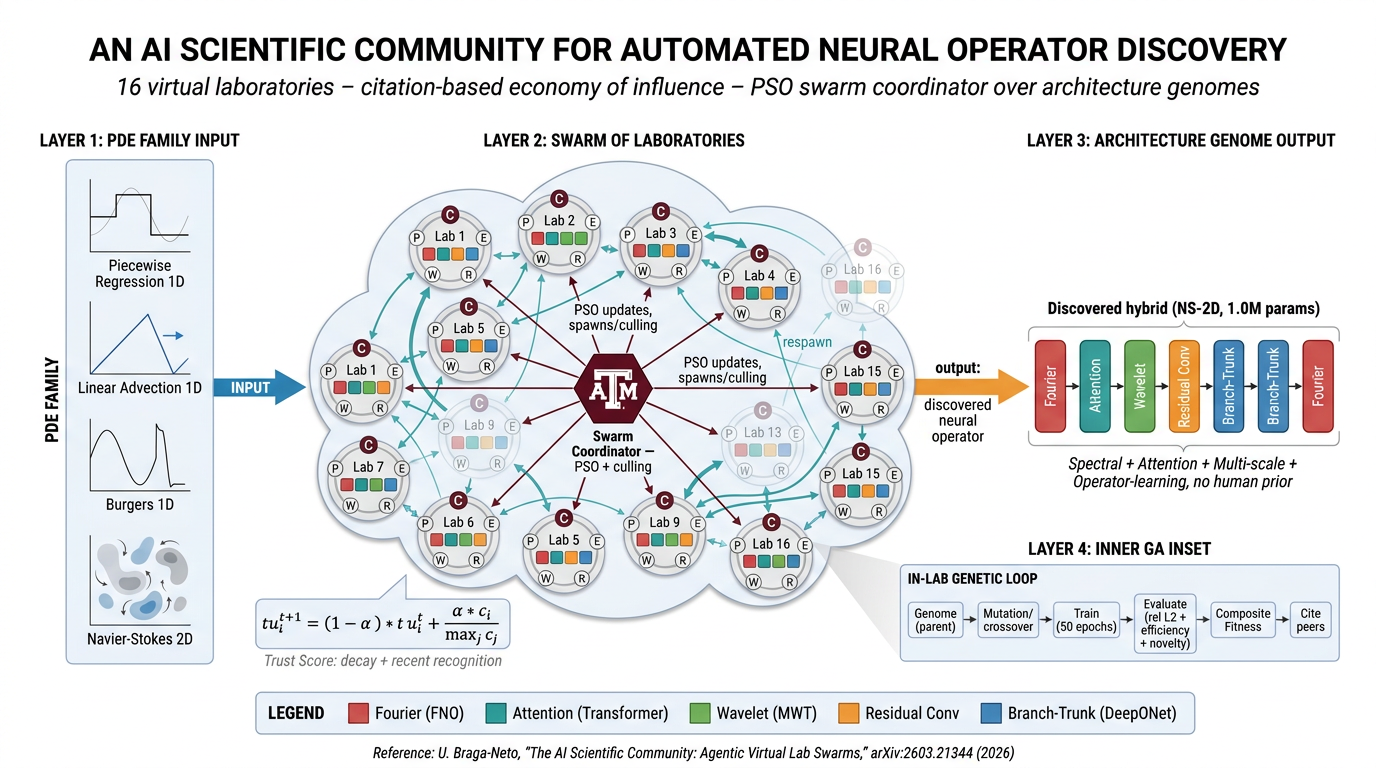 AN AI SCIENTIFIC COMMUNITY FOR AUTOMATED NEURAL OPERATOR DISCOVERY
16 virtual laboratories – citation-based economy of influence – PSO swarm coordinator over architecture genomes
LAYER 1: PDE FAMILY INPUT
PDE FAMILY
Piecewise
Regression 1D
Linear Advection 1D
Burgers 1D
Navier-Stokes 2D
INPUT
LAYER 2: SWARM OF LABORATORIES
C
P Lab 1 E
W R
C
P Lab 2 E
W R
C
P Lab 3 E
W R
C
P Lab 4 E
W R
C
P Lab 16 E
W R
C
P Lab 5 E
W R
C
P Lab 1 E
W R
C
P Lab 15 E
W R
C
P Lab 9 E
W R
C
P Lab 13 E
W R
C
P Lab 7 E
W R
C
P Lab 15 E
W R
C
P Lab 6 E
W R
C
P Lab 5 E
W R
C
P Lab 9 E
W R
C
P Lab 16 E
W R
PSO updates,
spawns/culling
PSO updates,
spawns/culling
respawn
ATM
Swarm
Coordinator —
PSO + culling
tu_i^{t+1} = (1 − α) * t u_i^t + α * c_i / max_j c_j
Trust Score: decay + recent recognition
output:
discovered
neural
operator
LAYER 3: ARCHITECTURE GENOME OUTPUT
Discovered hybrid (NS-2D, 1.0M params)
Fourier
Attention
Wavelet
Residual Conv
Branch-Trunk
Branch-Trunk
Fourier
Spectral + Attention + Multi-scale +
Operator-learning, no human prior
LAYER 4: INNER GA INSET
IN-LAB GENETIC LOOP
Genome
(parent)
Mutation/
crossover
Train
(50 epochs)
Evaluate
(rel L2 +
efficiency
+ novelty)
Composite
Fitness
Cite
peers
LEGEND
Fourier (FNO)
Attention (Transformer)
Wavelet (MWT)
Residual Conv
Branch-Trunk (DeepONet)
Reference: U. Braga-Neto, "The AI Scientific Community: Agentic Virtual Lab Swarms," arXiv:2603.21344 (2026)